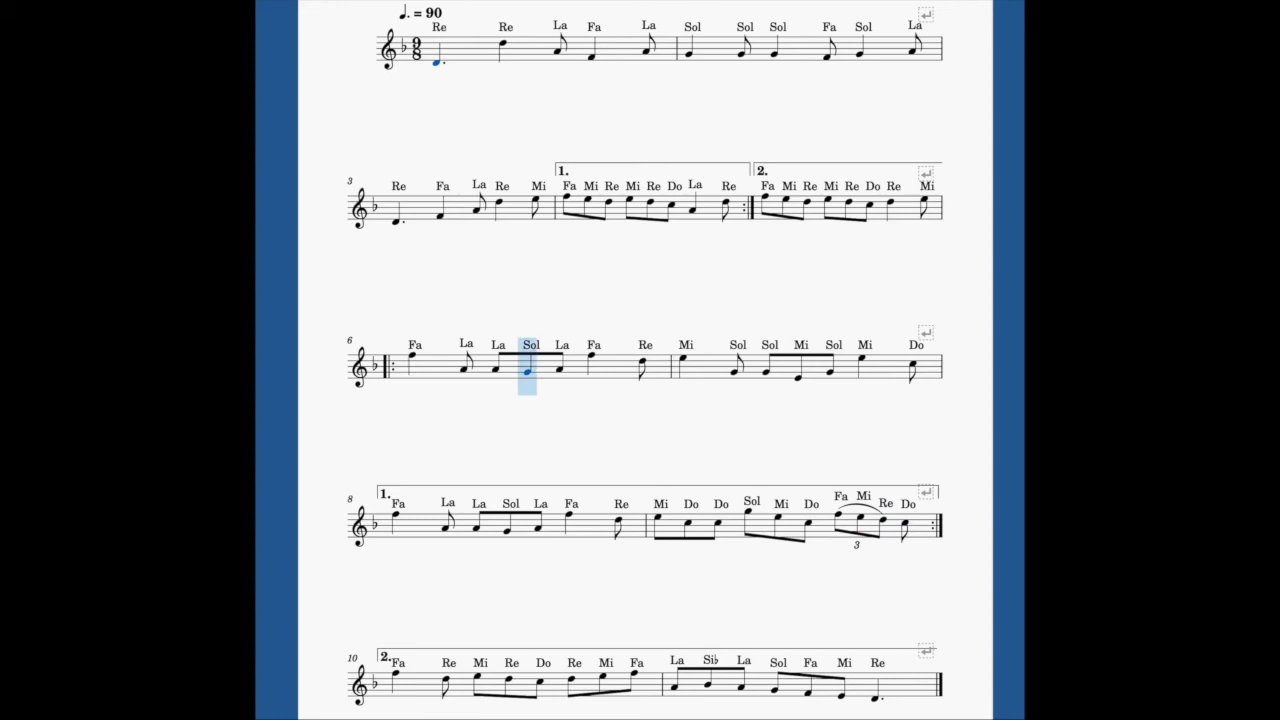 ♩. = 90
Re Re La Fa La Sol Sol Sol Fa Sol La
9
8
1. 2.
3
Re Fa La Re Mi Fa Mi Re Mi Re Do La Re Fa Mi Re Mi Re Do Re Mi
6
Fa La La Sol La Fa Re Mi Sol Sol Mi Sol Mi Do
1.
8
Fa La La Sol La Fa Re Mi Do Do Sol Mi Do Fa Mi Re Do
3
2.
10
Fa Re Mi Re Do Re Mi Fa La Si♭ La Sol Fa Mi Re